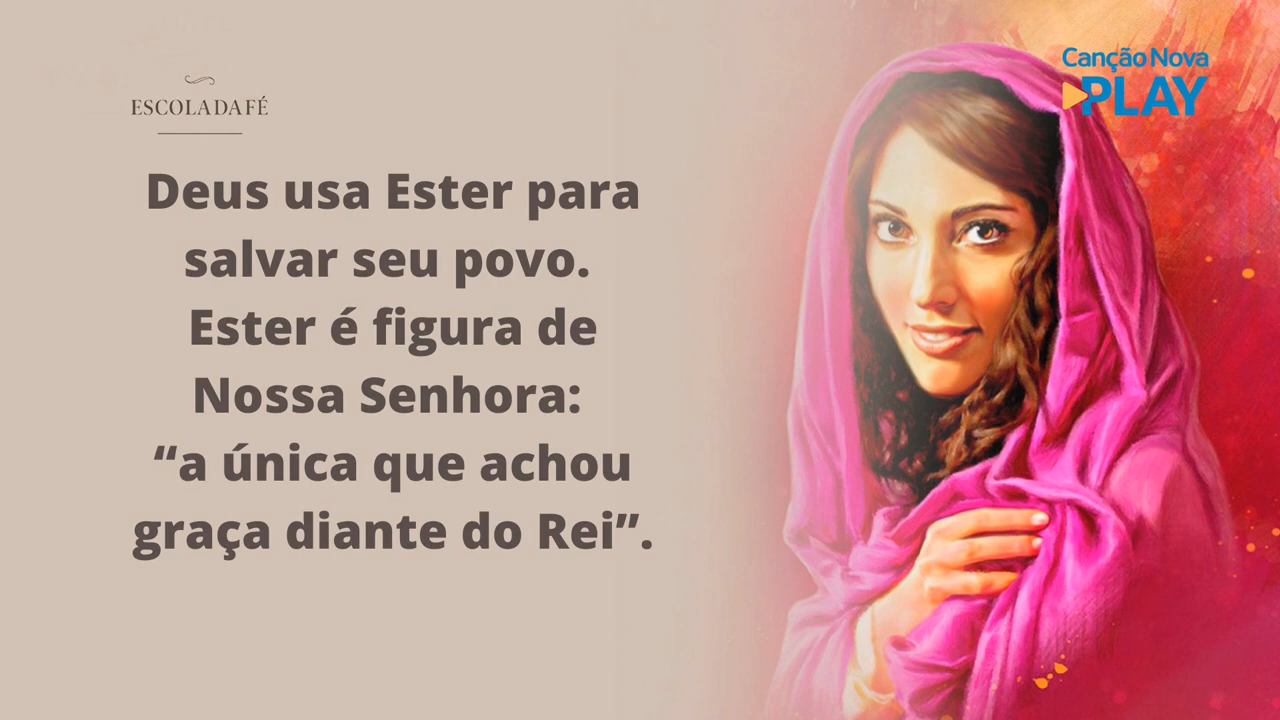 ESCOLADAFÉ
Canção Nova
PLAY
Deus usa Ester para
salvar seu povo.
Ester é figura de
Nossa Senhora:
“a única que achou
graça diante do Rei”.